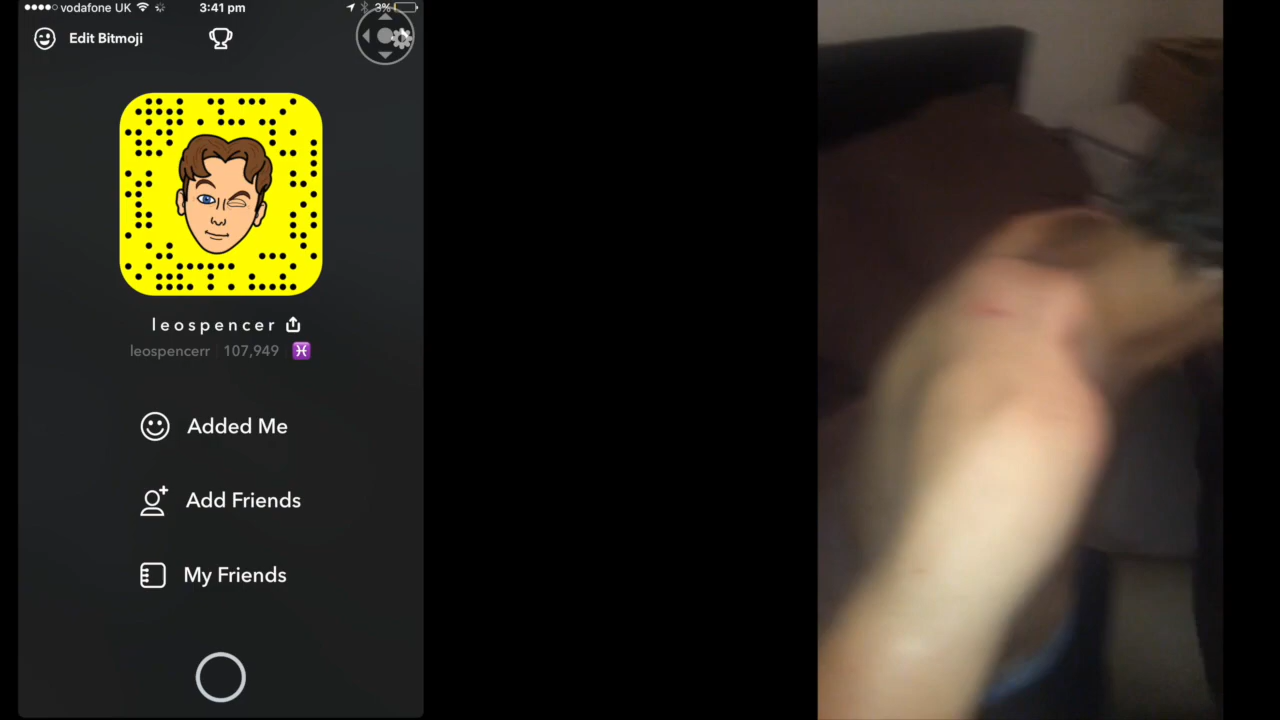 vodafone UK 3:41 pm 3%
Edit Bitmoji
leospencer
leospencerr 107,949
Added Me
Add Friends
My Friends